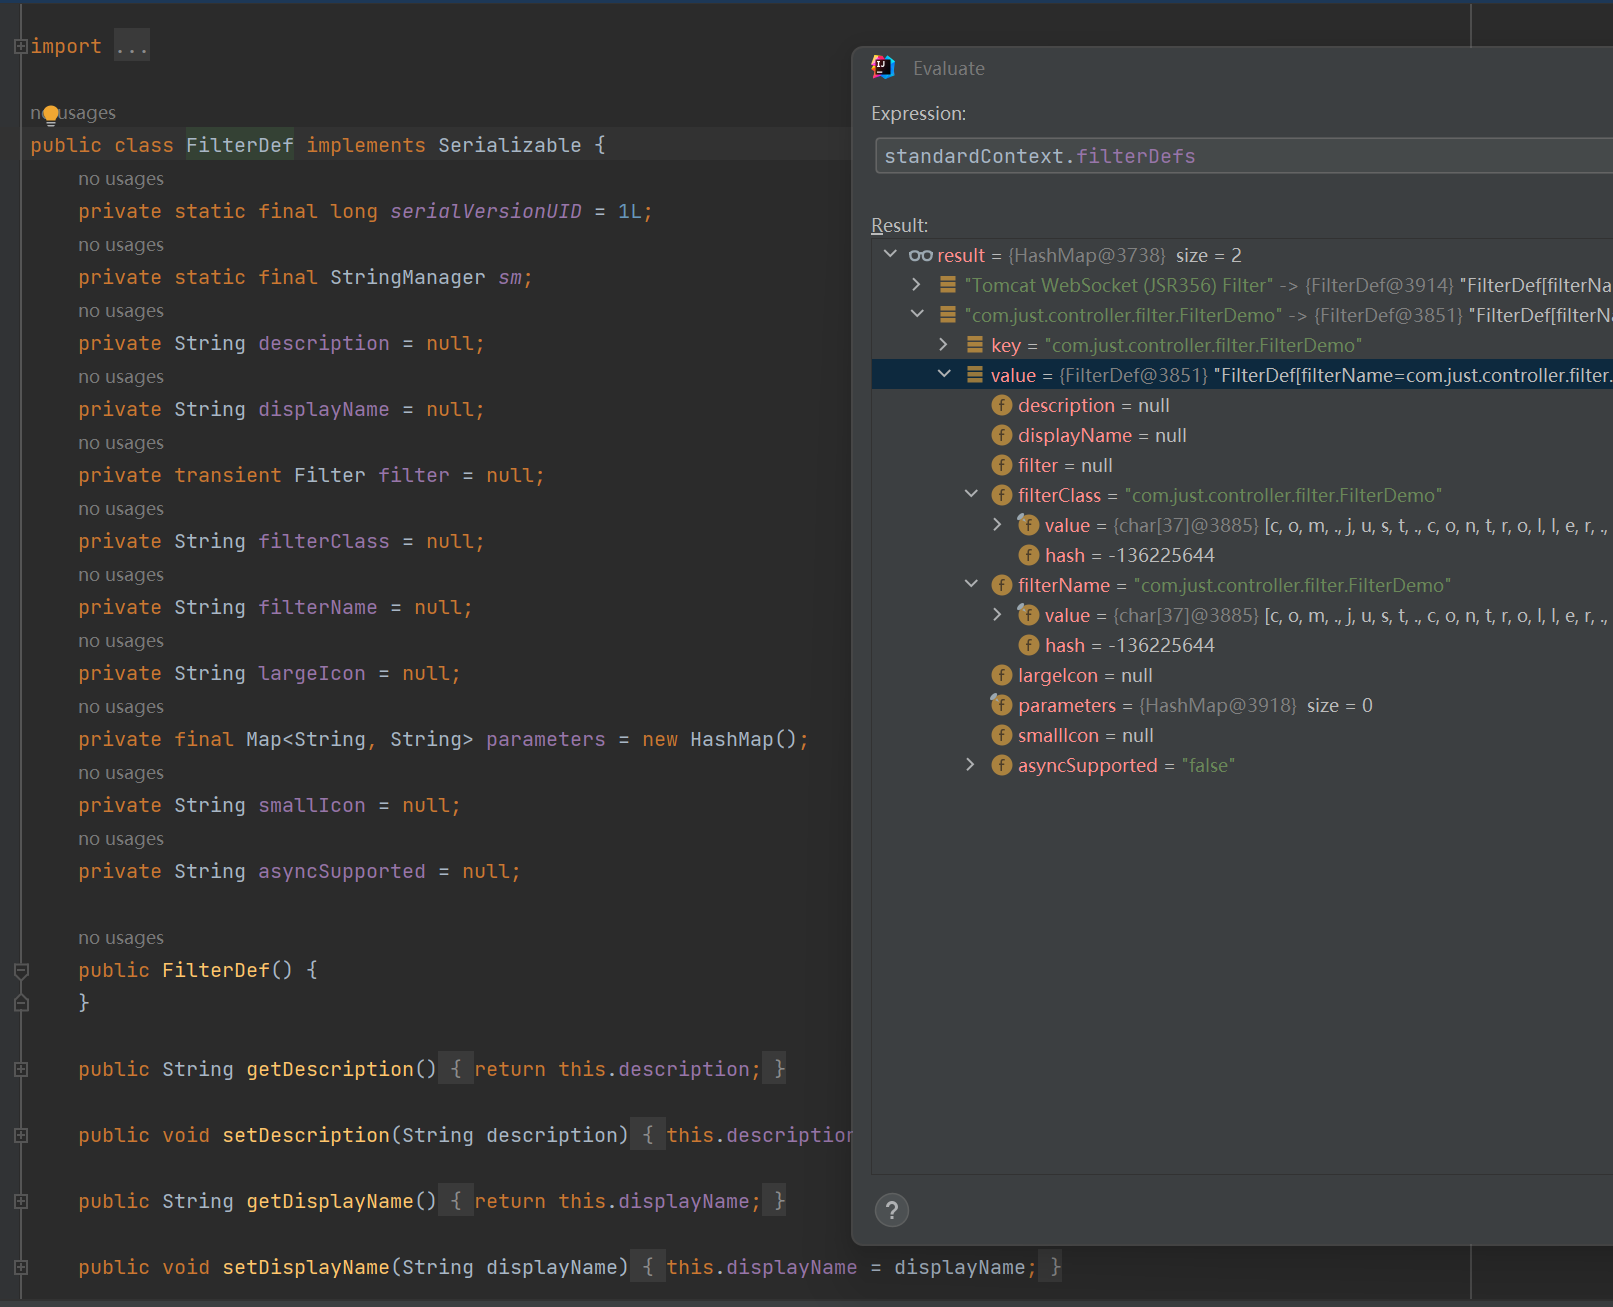 import ...
no usages
public class FilterDef implements Serializable {
no usages
private static final long serialVersionUID = 1L;
no usages
private static final StringManager sm;
no usages
private String description = null;
no usages
private String displayName = null;
no usages
private transient Filter filter = null;
no usages
private String filterClass = null;
no usages
private String filterName = null;
no usages
private String largeIcon = null;
no usages
private final Map<String, String> parameters = new HashMap();
no usages
private String smallIcon = null;
no usages
private String asyncSupported = null;
no usages
public FilterDef() {
}
public String getDescription() { return this.description; }
public void setDescription(String description) { this.description
public String getDisplayName() { return this.displayName; }
public void setDisplayName(String displayName) { this.displayName = displayName; }
Evaluate
Expression:
standardContext.filterDefs
Result:
result = {HashMap@3738} size = 2
"Tomcat WebSocket (JSR356) Filter" -> {FilterDef@3914} "FilterDef[filterNa
"com.just.controller.filter.FilterDemo" -> {FilterDef@3851} "FilterDef[filterN
key = "com.just.controller.filter.FilterDemo"
value = {FilterDef@3851} "FilterDef[filterName=com.just.controller.filter.
f description = null
f displayName = null
f filter = null
f filterClass = "com.just.controller.filter.FilterDemo"
f value = {char[37]@3885} [c, o, m, ., j, u, s, t, ., c, o, n, t, r, o, l, l, e, r, .,
f hash = -136225644
f filterName = "com.just.controller.filter.FilterDemo"
f value = {char[37]@3885} [c, o, m, ., j, u, s, t, ., c, o, n, t, r, o, l, l, e, r, .,
f hash = -136225644
f largeIcon = null
f parameters = {HashMap@3918} size = 0
f smallIcon = null
f asyncSupported = "false"
?